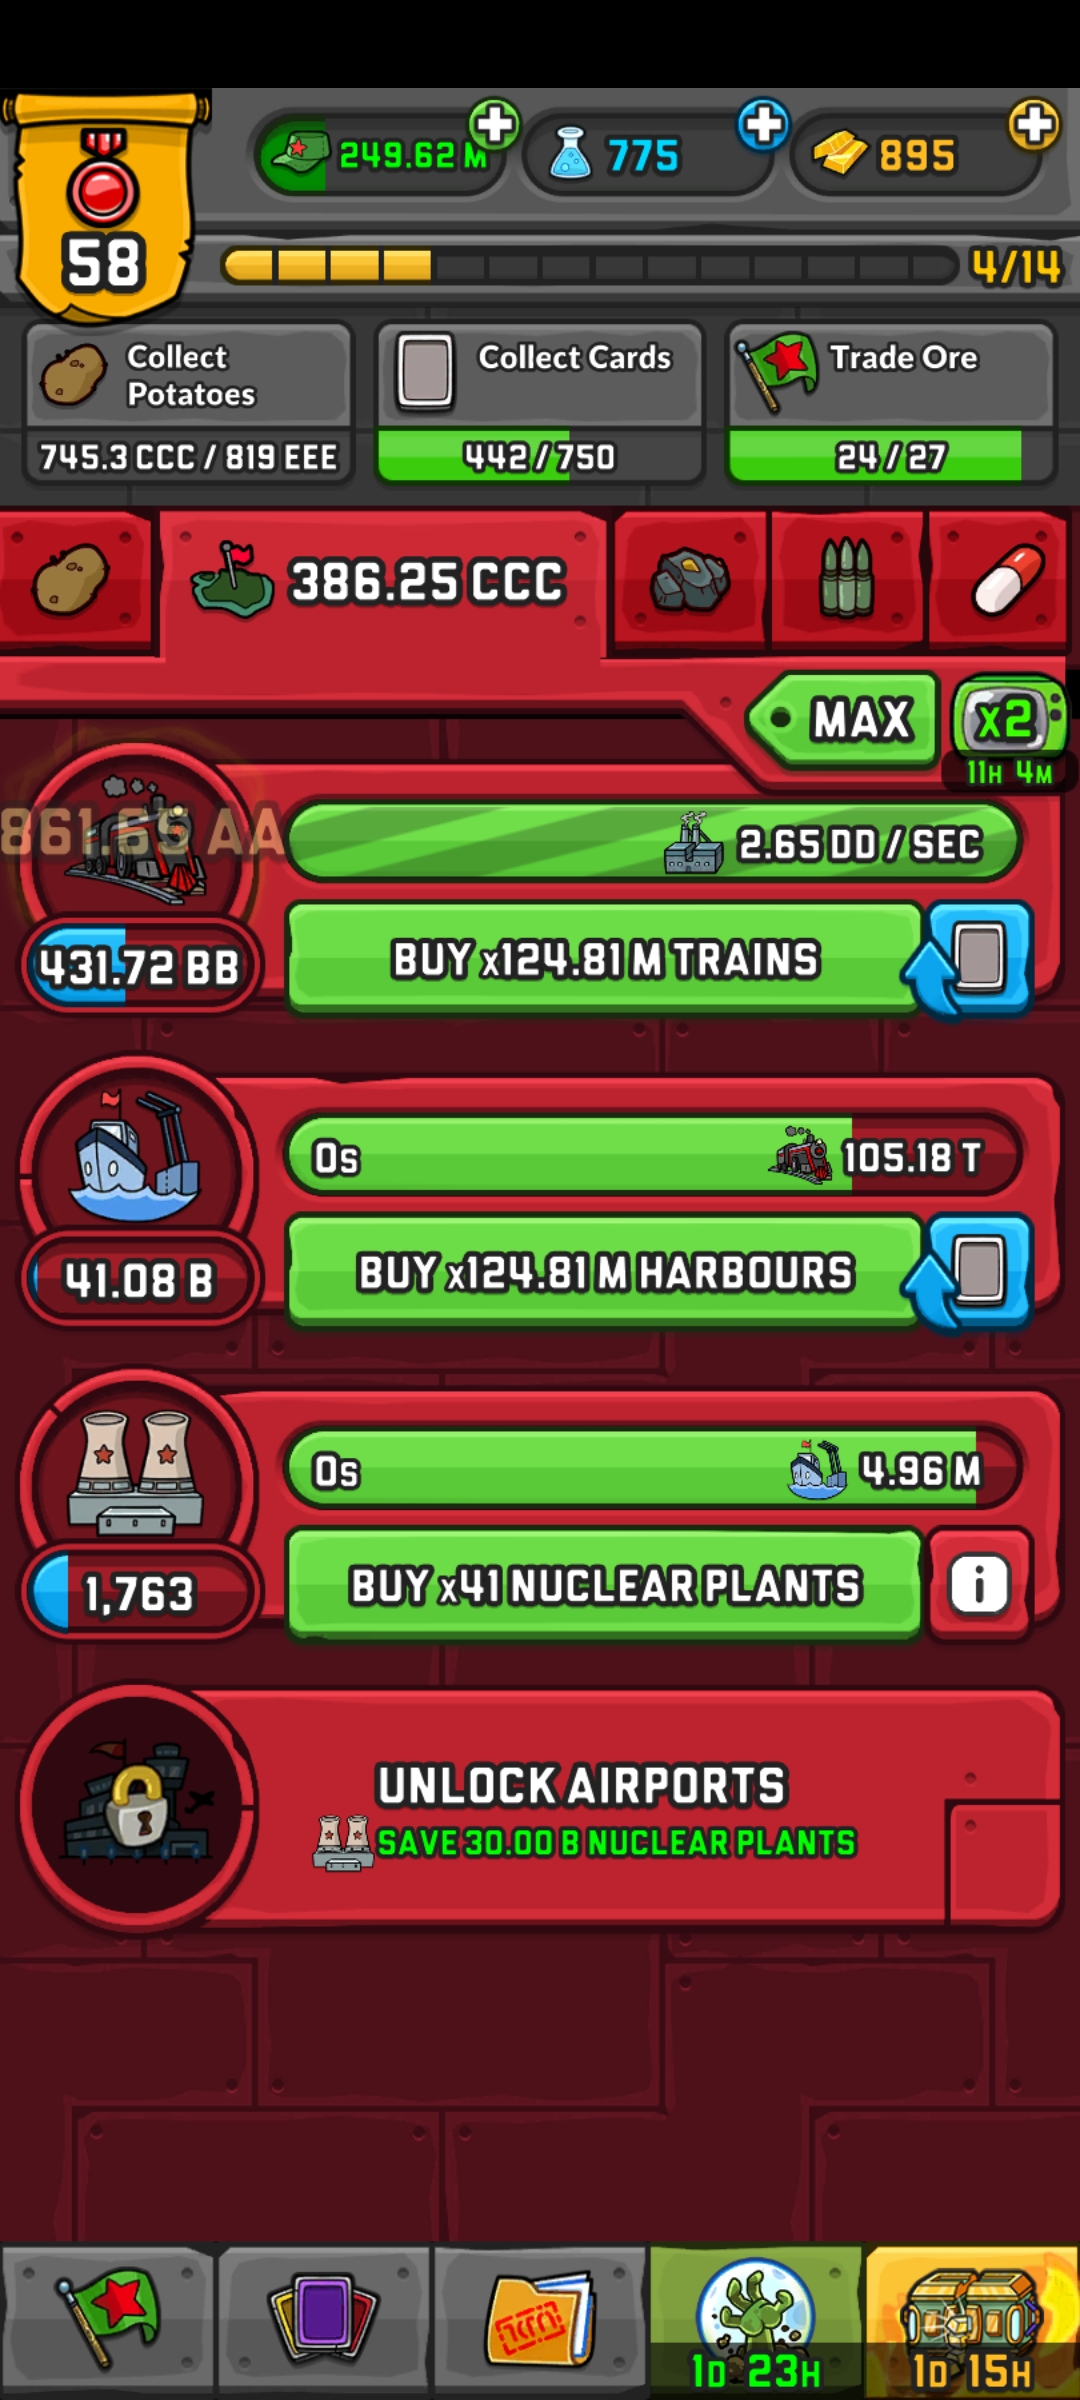 58
249.62 M
775
895
4/14
Collect
Potatoes
745.3 CCC / 819 EEE
Collect Cards
442/750
Trade Ore
24/27
386.25 CCC
MAX
x2
11H 4M
861.65 AA
431.72 BB
2.65 DD / SEC
BUY x124.81 M TRAINS
41.08 B
0s
105.18 T
BUY x124.81 M HARBOURS
1,763
0s
4.96 M
BUY x41 NUCLEAR PLANTS
i
UNLOCK AIRPORTS
SAVE 30.00 B NUCLEAR PLANTS
1D 23H
1D 15H